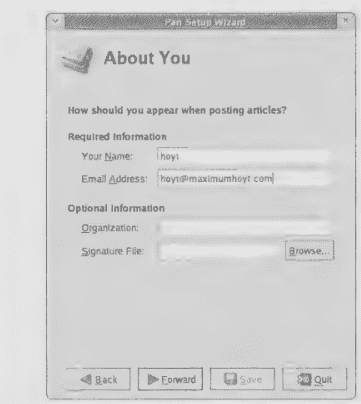 Pan Setup Wizard
About You
How should you appear when posting articles?
Required Information
Your Name: hoyt
Email Address: hoyt@maximumhoyt.com
Optional Information
Organization:
Signature File: Browse...
Back Forward Save Quit